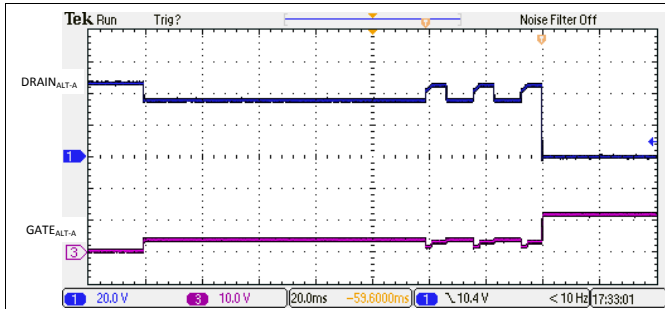 Tek Run Trig? Noise Filter Off
T
T
DRAINALT-A
1
GATEALT-A
3
1 20.0 V 3 10.0 V 20.0ms -59.6000ms 1 \ 10.4 V < 10 Hz 17:33:01